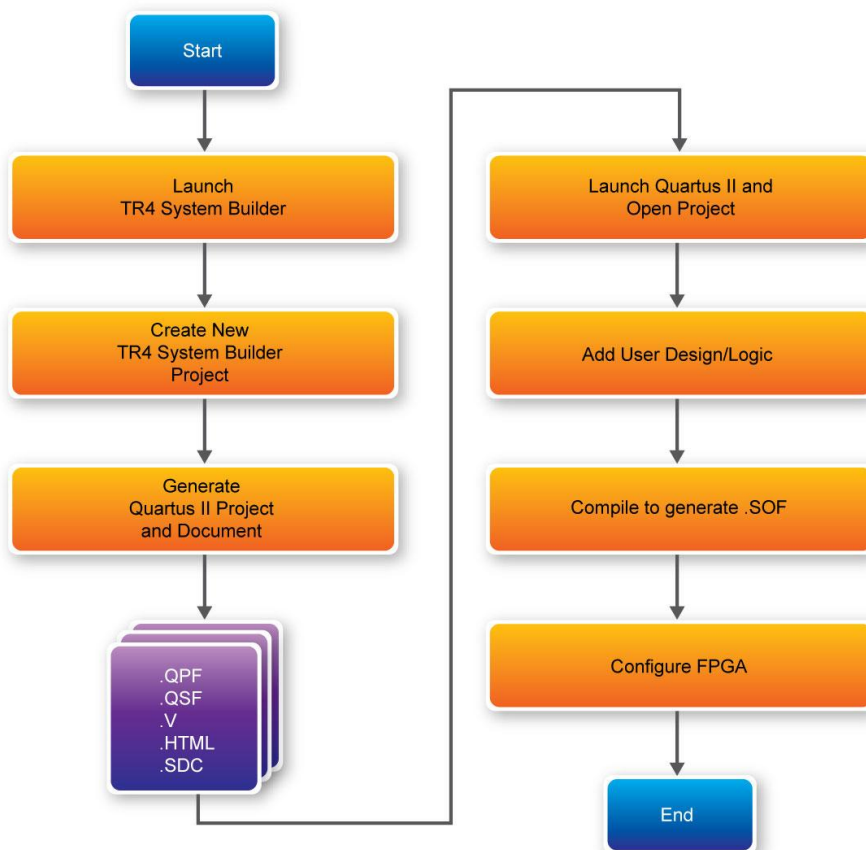 Start
Launch
TR4 System Builder
Create New
TR4 System Builder
Project
Generate
Quartus II Project
and Document
.QPF
.QSF
.V
.HTML
.SDC
Launch Quartus II and
Open Project
Add User Design/Logic
Compile to generate .SOF
Configure FPGA
End